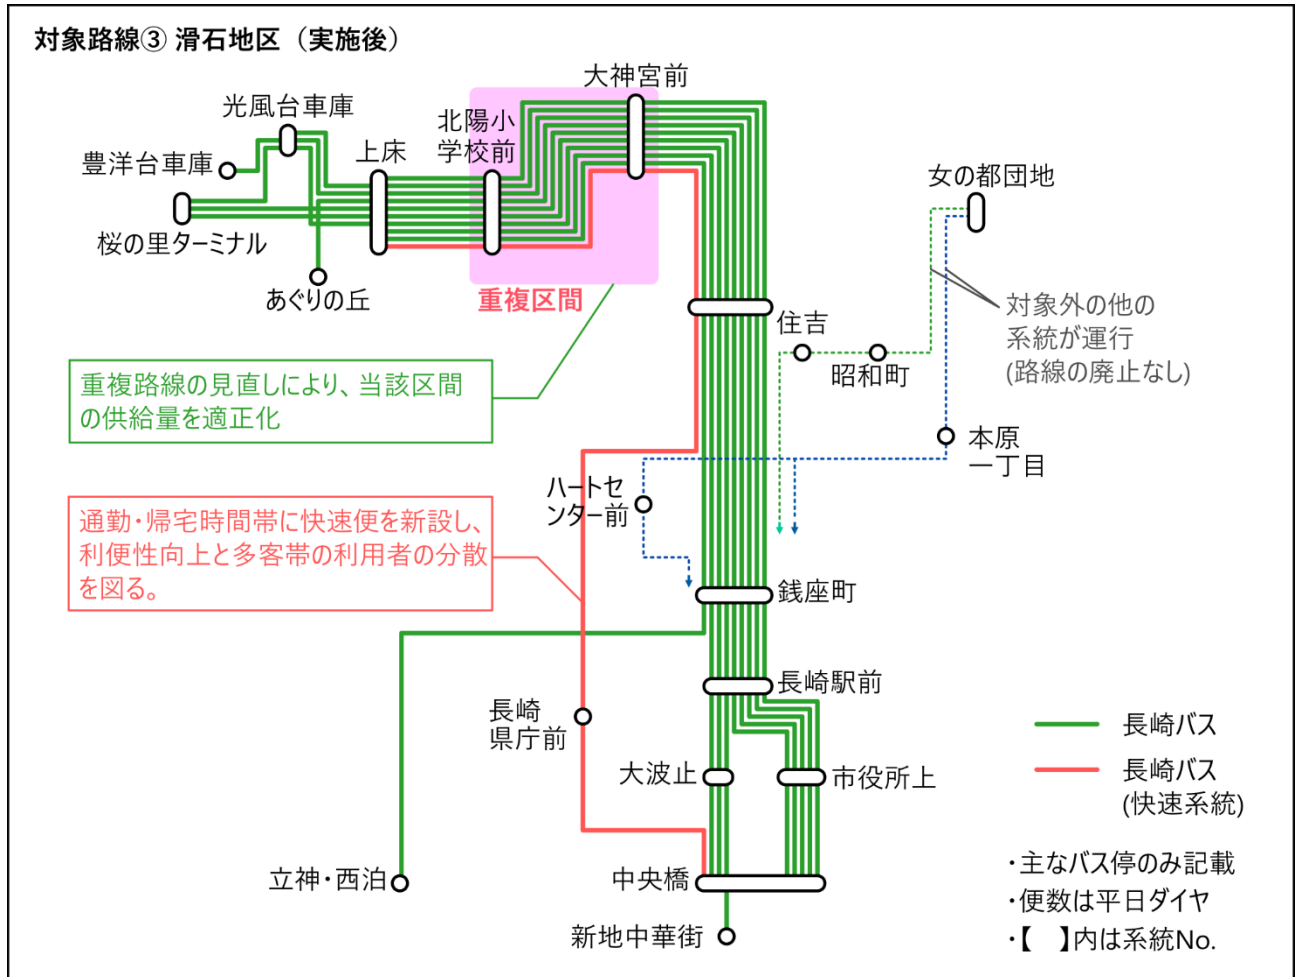 対象路線③ 滑石地区（実施後）
大神宮前
光風台車庫
北陽小
学校前
上床
豊洋台車庫
女の都団地
桜の里ターミナル
あぐりの丘
重複区間
対象外の他の
系統が運行
(路線の廃止なし)
住吉
昭和町
重複路線の見直しにより、当該区間
の供給量を適正化
本原
一丁目
ハートセ
ンター前
通勤・帰宅時間帯に快速便を新設し、
利便性向上と多客帯の利用者の分散
を図る。
銭座町
長崎駅前
長崎
県庁前
大波止
市役所上
長崎バス
長崎バス
(快速系統)
立神・西泊
中央橋
新地中華街
・主なバス停のみ記載
・便数は平日ダイヤ
・【　】内は系統No.